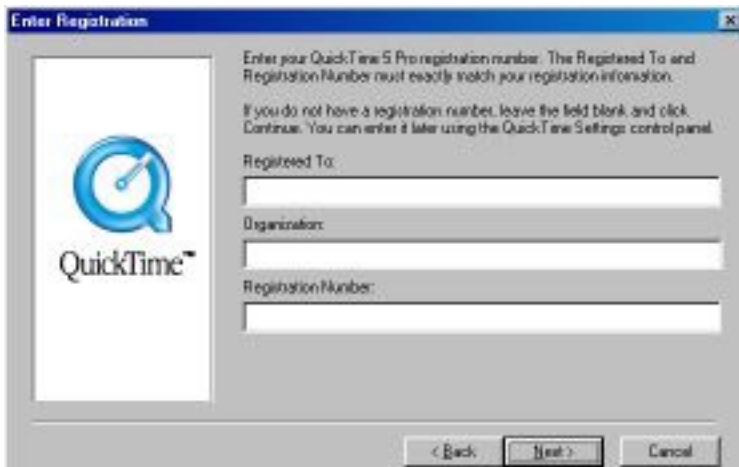 Enter Registration
Enter your QuickTime 5 Pro registration number. The Registered To and
Registration Number must exactly match your registration information.
If you do not have a registration number, leave the field blank and click
Continue. You can enter it later using the QuickTime Settings control panel.
Registered To:
Organization:
QuickTime™
Registration Number:
< Back
Next >
Cancel